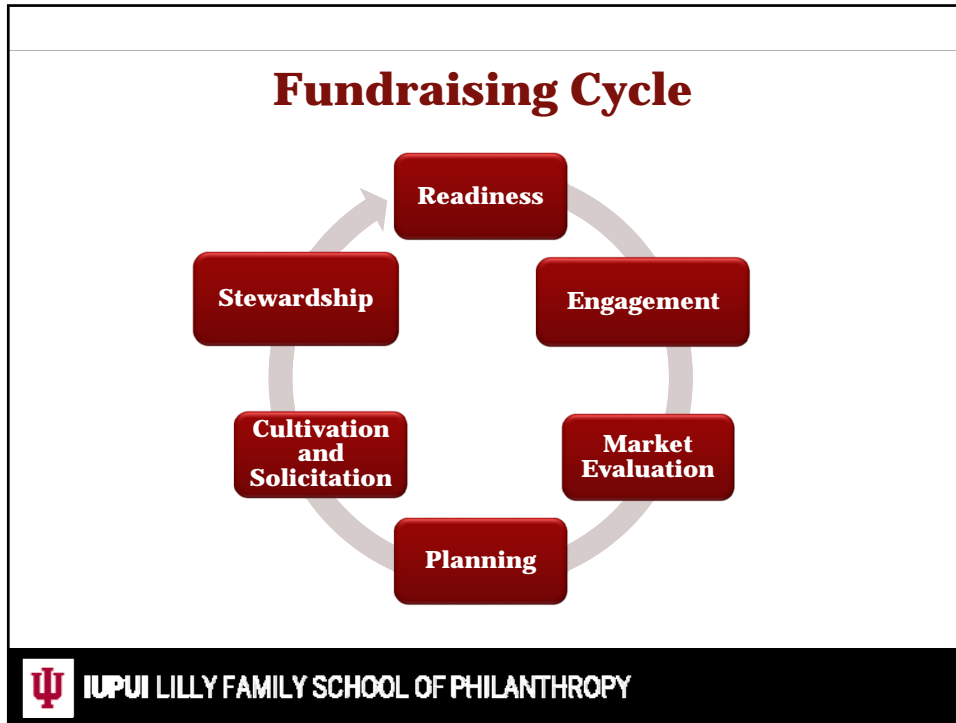 Fundraising Cycle
Readiness
Engagement
Market
Evaluation
Planning
Cultivation
and
Solicitation
Stewardship
IUPUI LILLY FAMILY SCHOOL OF PHILANTHROPY